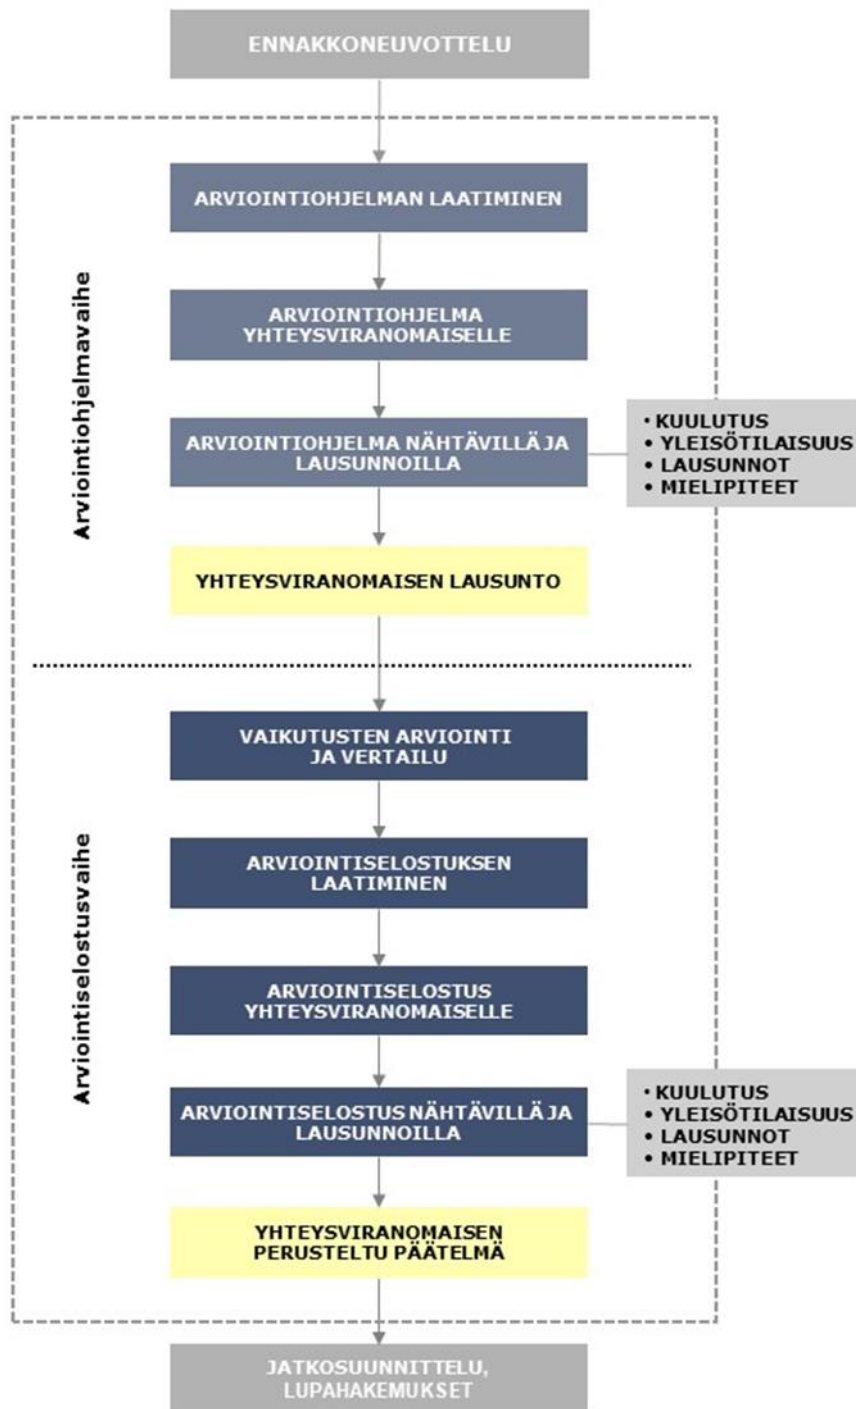 ENNAKKONEUVOTTELU
Arviointiohjelmavaihe
ARVIOINTIOHJELMAN LAATIMINEN
ARVIOINTIOHJELMA
YHTEYSVIRANOMAISELLE
ARVIOINTIOHJELMA NÄHTÄVILLÄ JA
LAUSUNNOILLA
• KUULUTUS
• YLEISÖTILAISUUS
• LAUSUNNOT
• MIELIPITEET
YHTEYSVIRANOMAISEN LAUSUNTO
Arviointiselostusvaihe
VAIKUTUSTEN ARVIOINTI
JA VERTAILU
ARVIOINTISELOSTUKSEN
LAATIMINEN
ARVIOINTISELOSTUS
YHTEYSVIRANOMAISELLE
ARVIOINTISELOSTUS NÄHTÄVILLÄ JA
LAUSUNNOILLA
• KUULUTUS
• YLEISÖTILAISUUS
• LAUSUNNOT
• MIELIPITEET
YHTEYSVIRANOMAISEN
PERUSTELTU PÄÄTELMÄ
JATKOSUUNNITTELU,
LUPAHAKEMUKSET